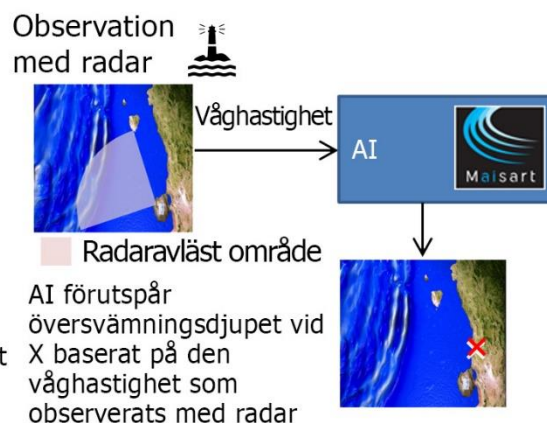 Observation
med radar
Våghastighet
AI
Maisart
Radaravläst område
AI förutspår
översvämningsdjupet vid
t X baserat på den
våghastighet som
observerats med radar
X